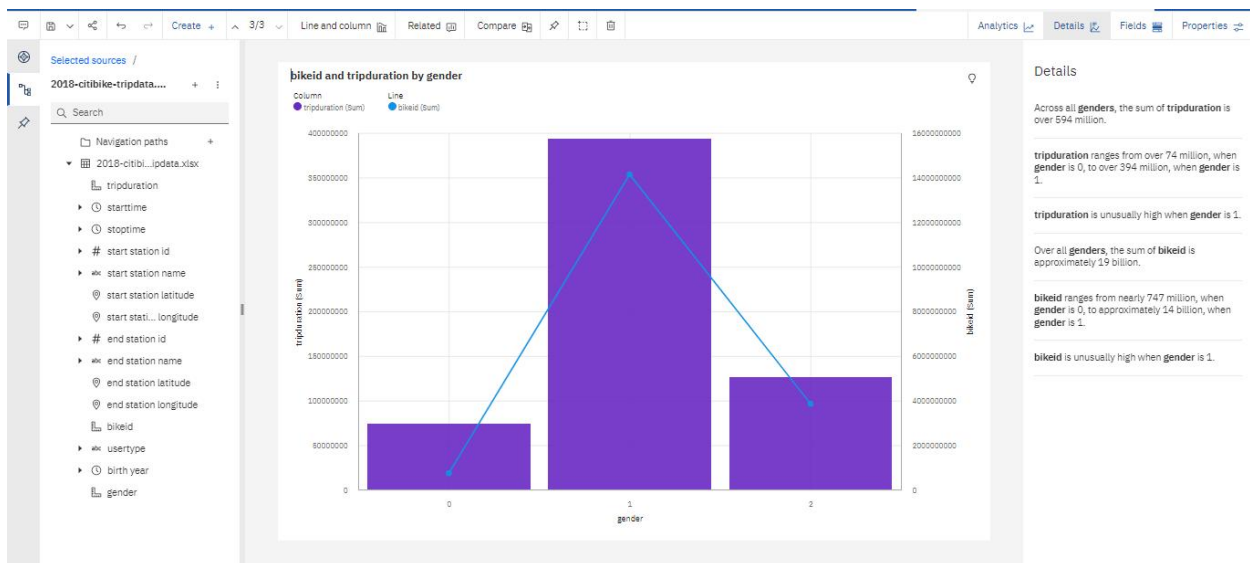 Create +
3/3
Line and column
Related
Compare
Analytics
Details
Fields
Properties
Selected sources /
2018-citibike-tripdata....
+
Search
Navigation paths
+
2018-citibi...ipdata.xlsx
tripduration
starttime
stoptime
# start station id
abc start station name
start station latitude
start stati... longitude
# end station id
abc end station name
end station latitude
end station longitude
bikeid
abc usertype
birth year
gender
bikeid and tripduration by gender
Column
Line
tripduration (Sum)
bikeid (Sum)
400000000
350000000
300000000
250000000
200000000
150000000
100000000
50000000
0
tripduration (Sum)
16000000000
14000000000
12000000000
10000000000
8000000000
6000000000
4000000000
2000000000
0
bikeid (Sum)
0
1
2
gender
Details
Across all genders, the sum of tripduration is
over 594 million.
tripduration ranges from over 74 million, when
gender is 0, to over 394 million, when gender is
1.
tripduration is unusually high when gender is 1.
Over all genders, the sum of bikeid is
approximately 19 billion.
bikeid ranges from nearly 747 million, when
gender is 0, to approximately 14 billion, when
gender is 1.
bikeid is unusually high when gender is 1.